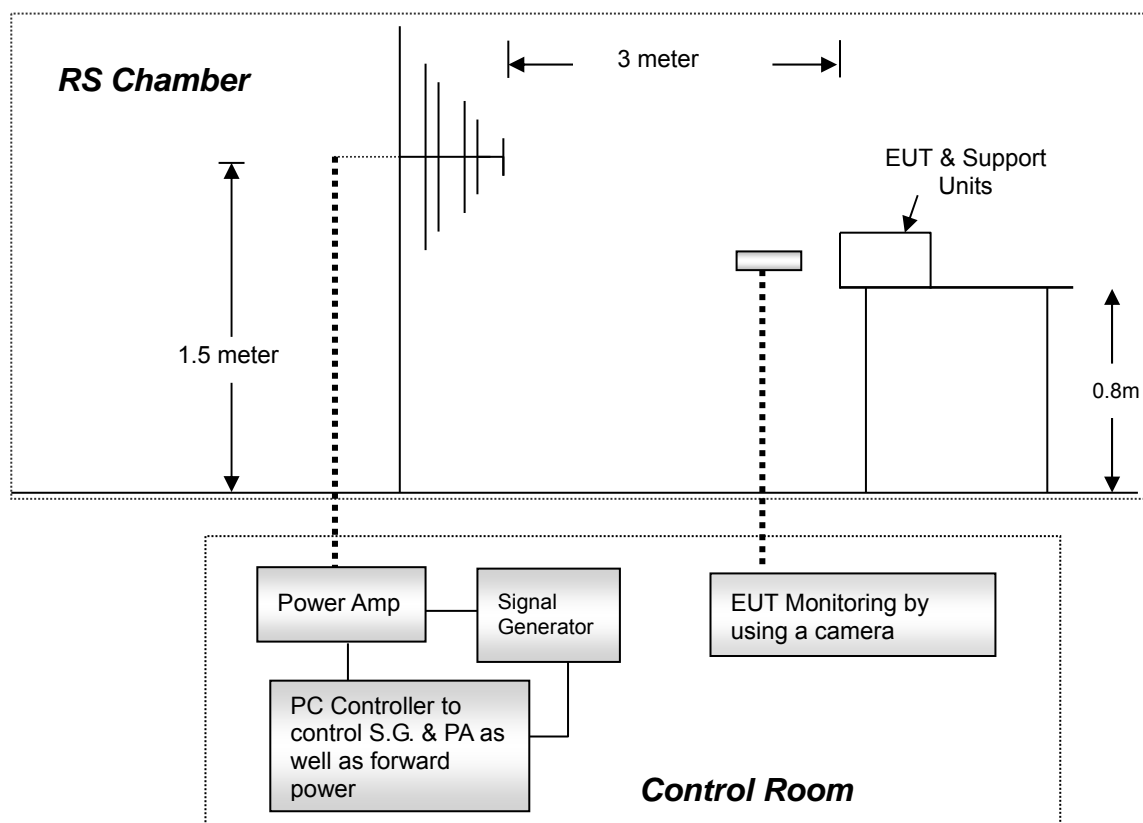 RS Chamber
3 meter
EUT & Support
Units
1.5 meter
0.8m
Power Amp
Signal
Generator
EUT Monitoring by
using a camera
PC Controller to
control S.G. & PA as
well as forward
power
Control Room